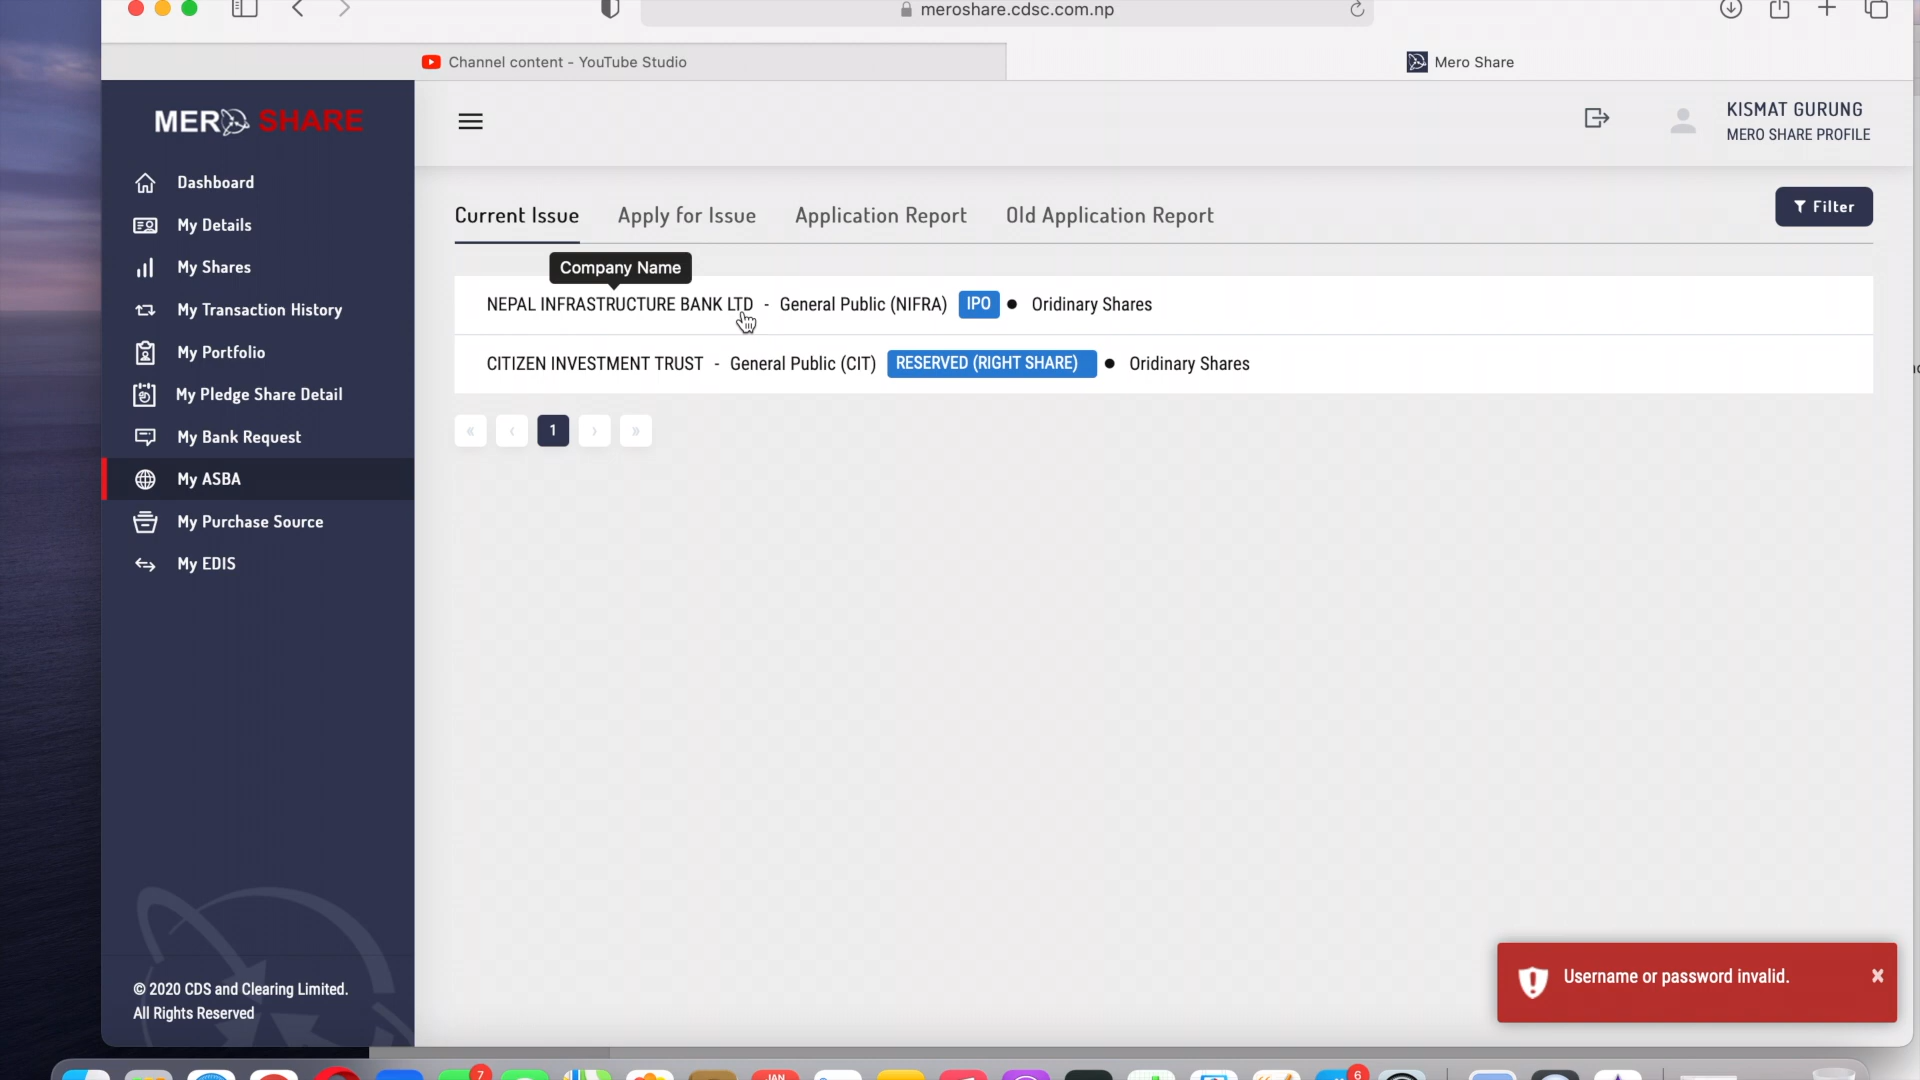 meroshare.cdsc.com.np
Channel content - YouTube Studio
Mero Share
MERO SHARE
KISMAT GURUNG
MERO SHARE PROFILE
Dashboard
My Details
My Shares
My Transaction History
My Portfolio
My Pledge Share Detail
My Bank Request
My ASBA
My Purchase Source
My EDIS
© 2020 CDS and Clearing Limited.
All Rights Reserved
Current Issue Apply for Issue Application Report Old Application Report
Filter
Company Name
NEPAL INFRASTRUCTURE BANK LTD - General Public (NIFRA) IPO ● Oridinary Shares
CITIZEN INVESTMENT TRUST - General Public (CIT) RESERVED (RIGHT SHARE) ● Oridinary Shares
« ‹ 1 › »
Username or password invalid. ×
7
JAN
6